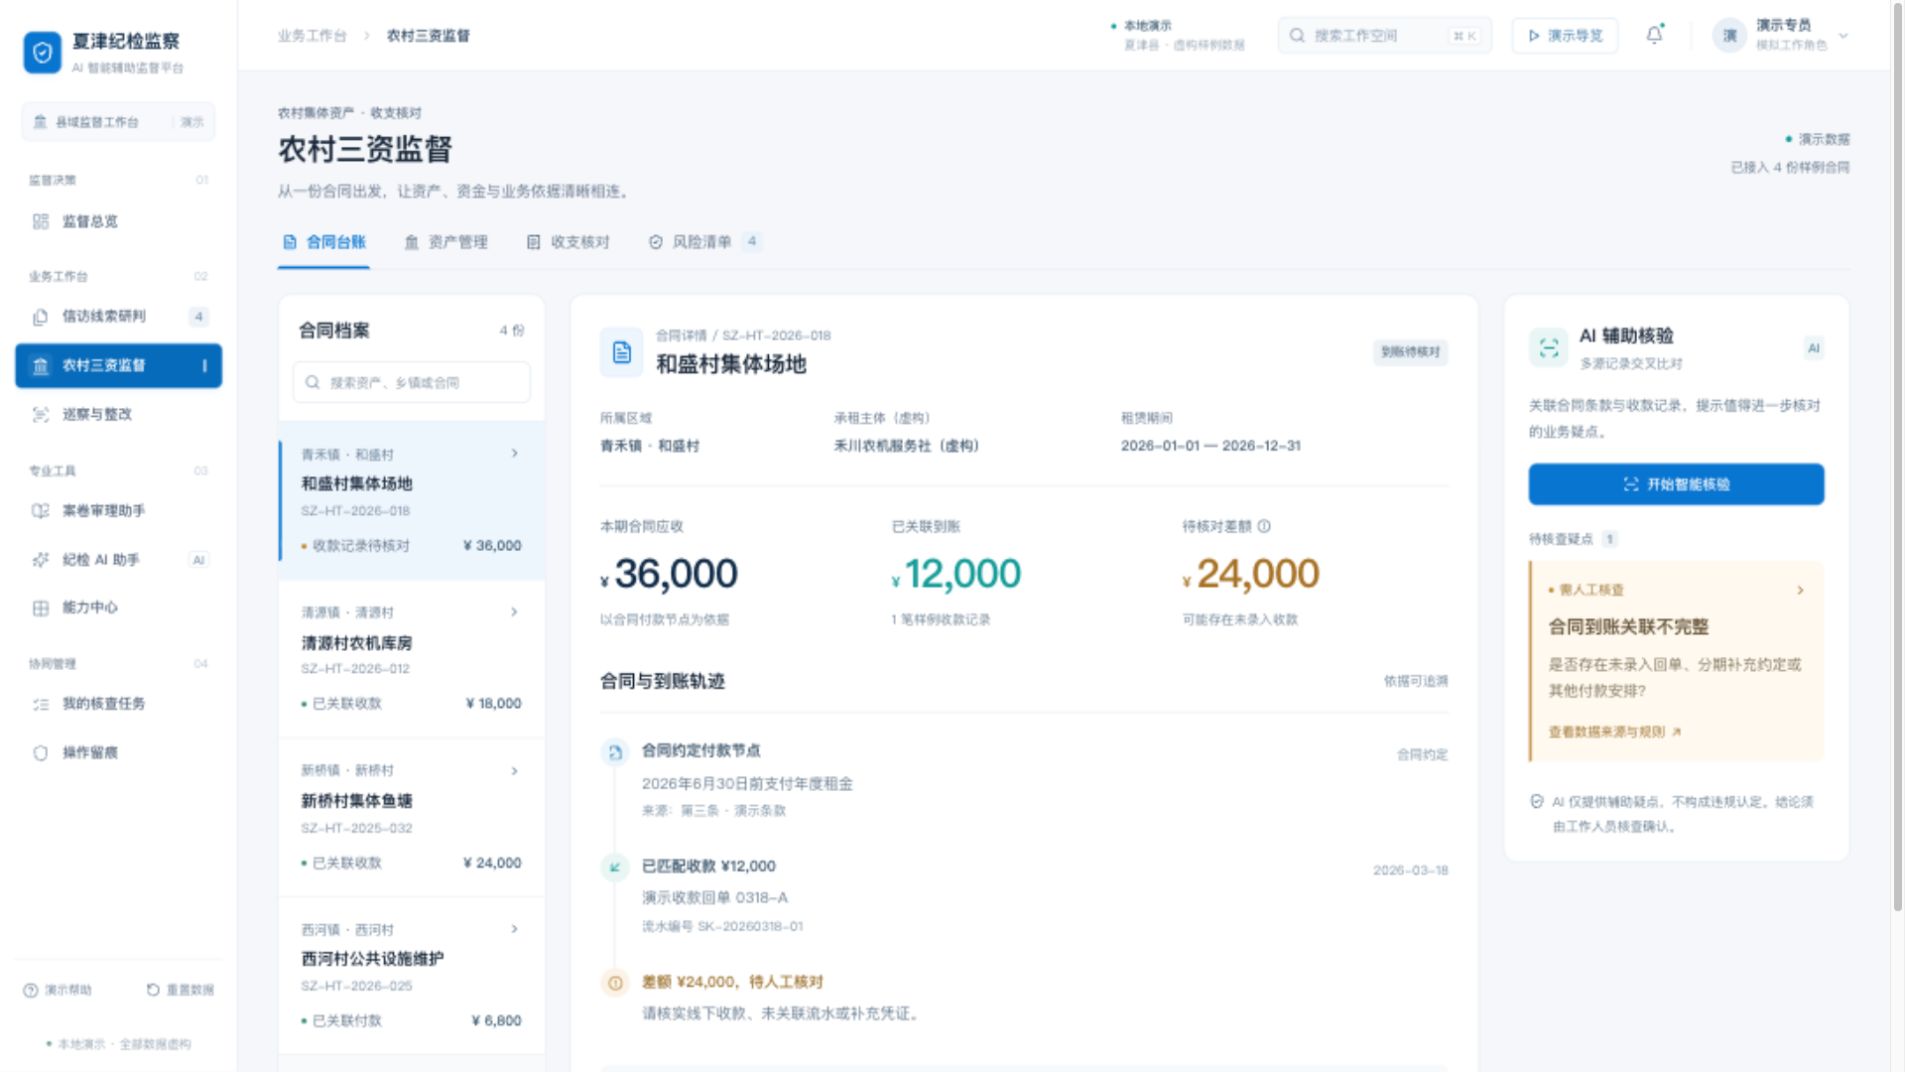 夏津纪检监察
AI 智能辅助监督平台
县域监督工作台 演示
监督决策 01
监督总览
业务工作台 02
信访线索研判 4
农村三资监督
巡察与整改
专业工具 03
案卷审理助手
纪检 AI 助手 AI
能力中心
协同管理 04
我的核查任务
操作留痕
演示帮助 重置数据
本地演示 · 全部数据虚构
业务工作台 › 农村三资监督
本地演示
夏津县 · 虚构样例数据
搜索工作空间 ⌘ K
演示导览
演
演示专员
模拟工作角色
农村集体资产 · 收支核对
农村三资监督
从一份合同出发，让资产、资金与业务依据清晰相连。
演示数据
已接入 4 份样例合同
合同台账 资产管理 收支核对 风险清单 4
合同档案 4 份
搜索资产、乡镇或合同
青禾镇 · 和盛村
和盛村集体场地
SZ-HT-2026-018
收款记录待核对 ¥ 36,000
清源镇 · 清源村
清源村农机库房
SZ-HT-2026-012
已关联收款 ¥ 18,000
新桥镇 · 新桥村
新桥村集体鱼塘
SZ-HT-2025-032
已关联收款 ¥ 24,000
西河镇 · 西河村
西河村公共设施维护
SZ-HT-2026-025
已关联付款 ¥ 6,800
合同详情 / SZ-HT-2026-018
和盛村集体场地
到账待核对
所属区域 承租主体（虚构） 租赁期间
青禾镇 · 和盛村 禾川农机服务社（虚构） 2026-01-01 — 2026-12-31
本期合同应收 已关联到账 待核对差额
¥ 36,000 ¥ 12,000 ¥ 24,000
以合同付款节点为依据 1 笔样例收款记录 可能存在未录入收款
合同与到账轨迹 依据可追溯
合同约定付款节点 合同约定
2026年6月30日前支付年度租金
来源：第三条 · 演示条款
已匹配收款 ¥12,000 2026-03-18
演示收款回单 0318-A
流水编号 SK-20260318-01
差额 ¥24,000，待人工核对
请核实线下收款、未关联流水或补充凭证。
AI 辅助核验 AI
多源记录交叉比对
关联合同条款与收款记录，提示值得进一步核对
的业务疑点。
开始智能核验
待核查疑点 1
需人工核查
合同到账关联不完整
是否存在未录入回单、分期补充约定或
其他付款安排?
查看数据来源与规则
AI 仅提供辅助疑点，不构成违规认定。结论须
由工作人员核查确认。